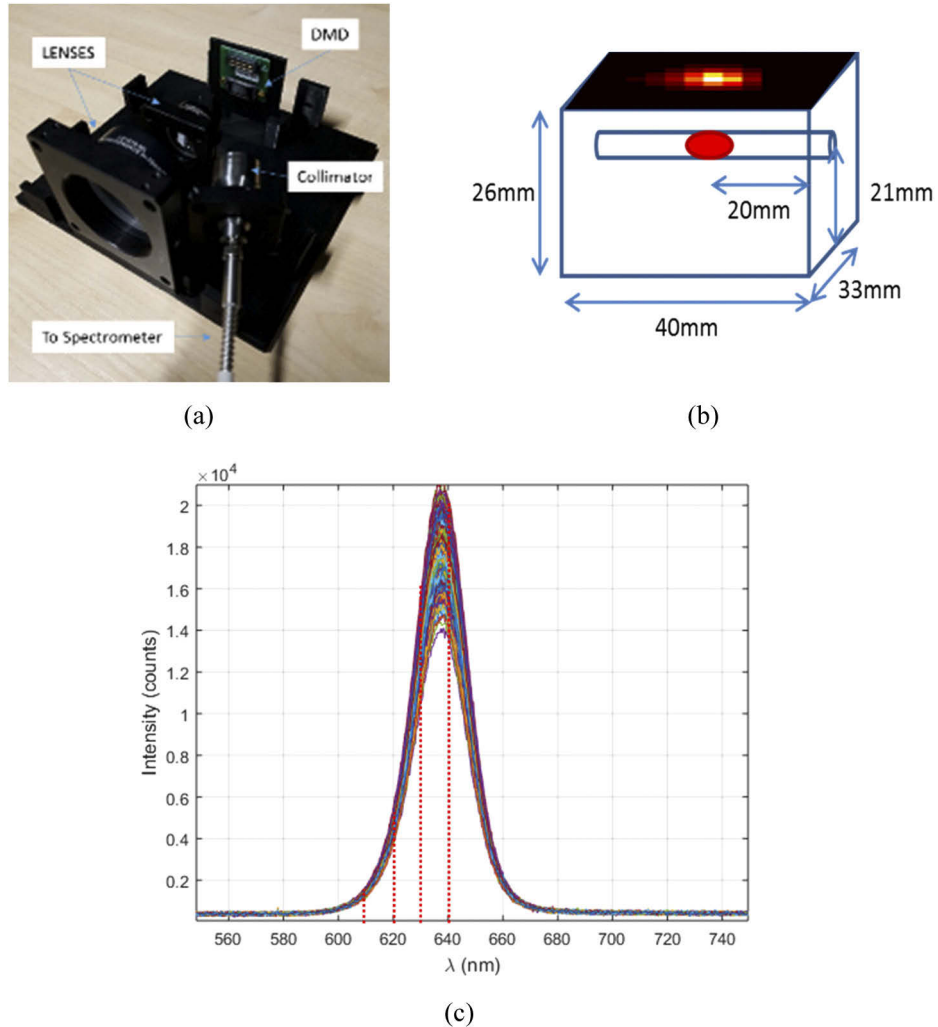 LENSES
DMD
Collimator
To Spectrometer
(a)
26mm
20mm
21mm
33mm
40mm
(b)
×10⁴
2
1.8
1.6
1.4
1.2
1
0.8
0.6
0.4
0.2
Intensity (counts)
560 580 600 620 640 660 680 700 720 740
λ (nm)
(c)